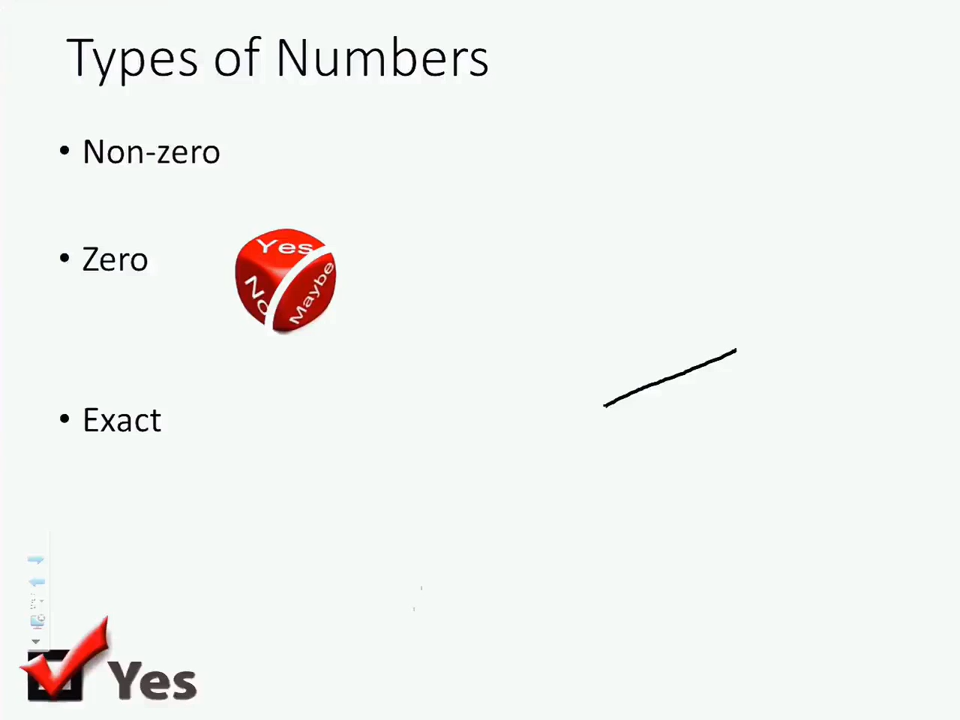 Types of Numbers
• Non-zero
• Zero
Yes
No
Maybe
• Exact
Yes